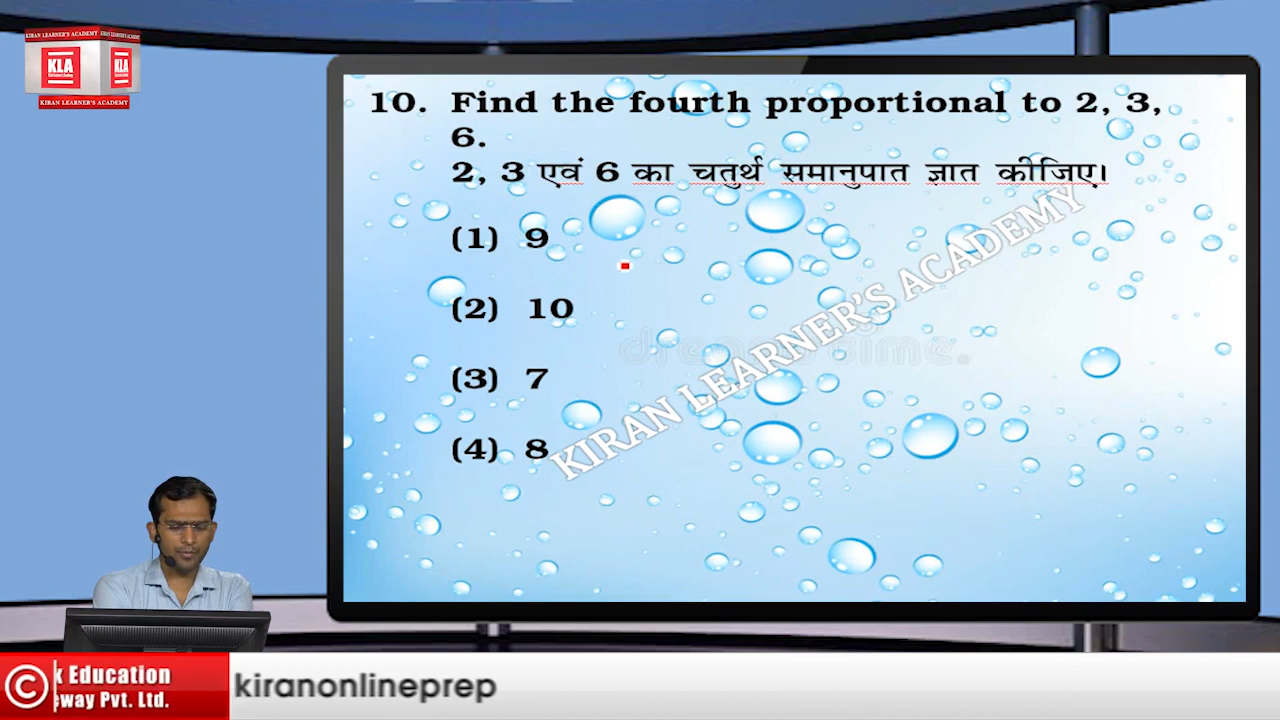 KIRAN LEARNER'S ACADEMY
KLA
KLA
KIRAN LEARNER'S ACADEMY
10. Find the fourth proportional to 2, 3,
6.
2, 3 एवं 6 का चतुर्थ समानुपात ज्ञात कीजिए।
(1) 9
(2) 10
(3) 7
(4) 8
KIRAN LEARNER'S ACADEMY
dreamstime.
©
k Education
eway Pvt. Ltd.
kiranonlineprep